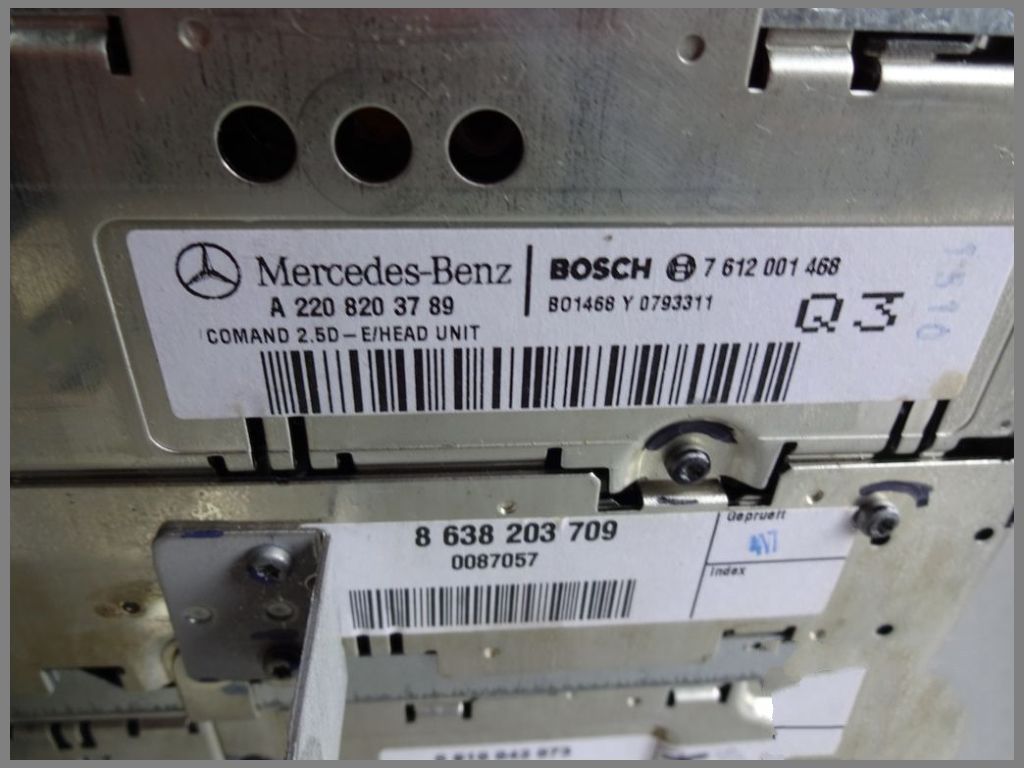 Mercedes-Benz
A 220 820 37 89
COMAND 2.5D - E/HEAD UNIT
BOSCH 7 612 001 468
B01468 Y 0793311
Q3
1510
8 638 203 709
0087057
Geprueft
Index